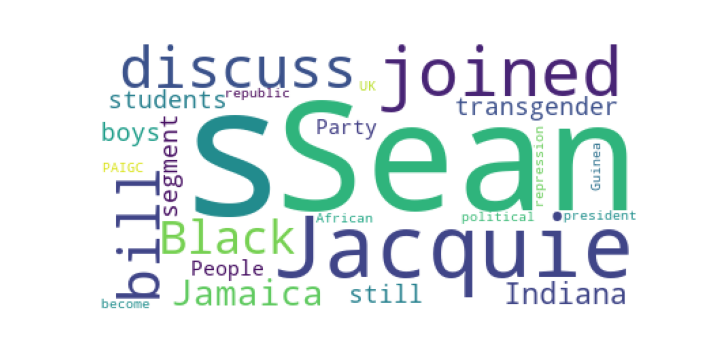 discuss
joined
students
republic
UK
transgender
boys
segment
Party
s
Sean
repression
Guinea
PAIGC
bill
Black
African
Jacquie
political
president
People
Jamaica
still
Indiana
become